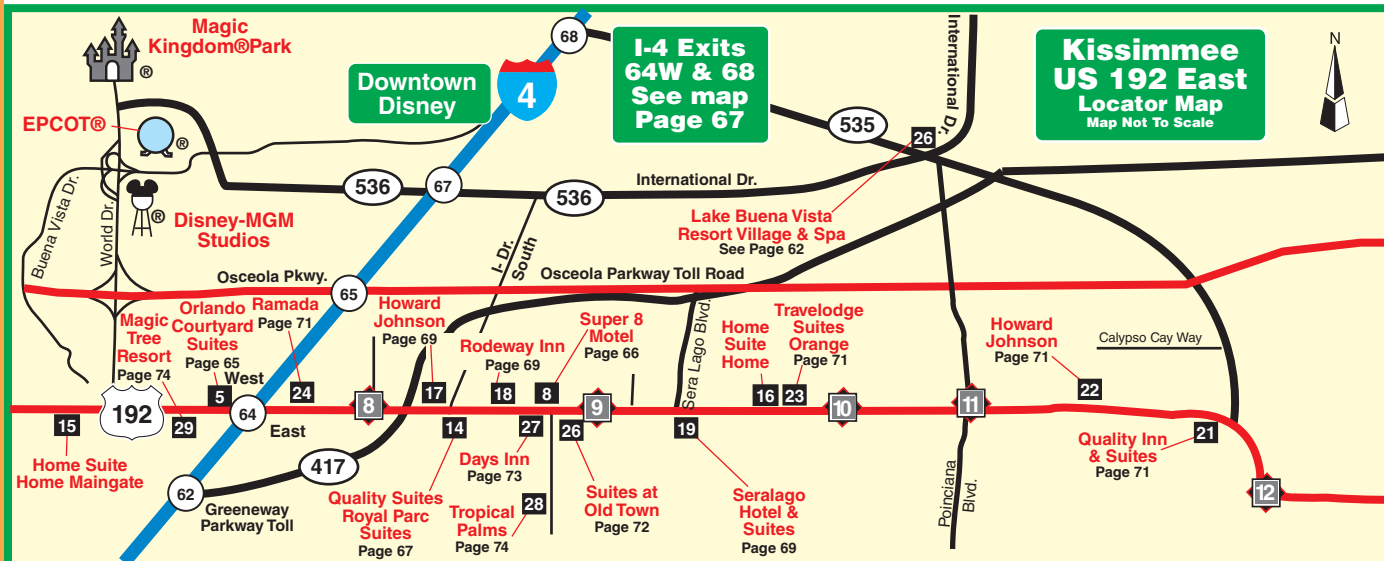 Magic
Kingdom®Park
®
EPCOT®
®
®
Disney-MGM
Studios
Downtown
Disney
4
68
I-4 Exits
64W & 68
See map
Page 67
International Dr.
Kissimmee
US 192 East
Locator Map
Map Not To Scale
N
535
26
536
67
536
International Dr.
Lake Buena Vista
Resort Village & Spa
See Page 62
Buena Vista Dr.
World Dr.
I- Dr.
South
Osceola Pkwy.
65
Osceola Parkway Toll Road
Magic
Tree
Resort
Page 74
Orlando
Courtyard
Suites
Page 65
Ramada
Page 71
Howard
Johnson
Page 69
Rodeway Inn
Page 69
Super 8
Motel
Page 66
Sera Lago Blvd.
Home
Suite
Home
Travelodge
Suites
Orange
Page 71
Howard
Johnson
Page 71
Calypso Cay Way
West
5
24
17
18
8
16
23
22
192
64
8
9
10
11
East
15
29
14
27
26
19
21
Home Suite
Home Maingate
417
62
Greeneway
Parkway Toll
Quality Suites
Royal Parc
Suites
Page 67
Days Inn
Page 73
Tropical
Palms
Page 74
28
Suites at
Old Town
Page 72
Seralago
Hotel &
Suites
Page 69
Poinciana
Blvd.
Quality Inn
& Suites
Page 71
12